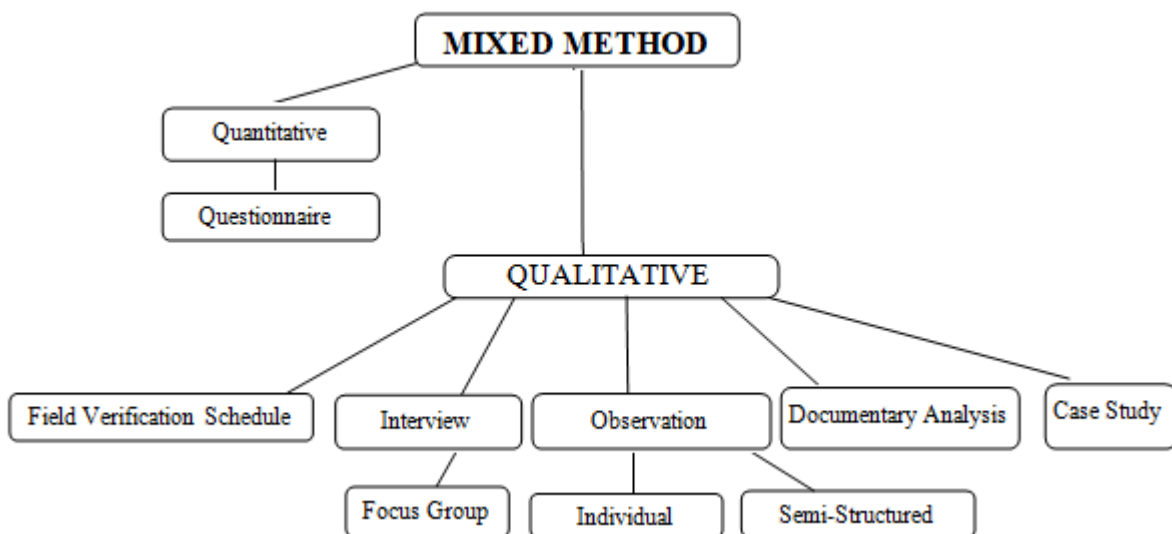 MIXED METHOD
Quantitative
Questionnaire
QUALITATIVE
Field Verification Schedule
Interview
Observation
Documentary Analysis
Case Study
Focus Group
Individual
Semi-Structured